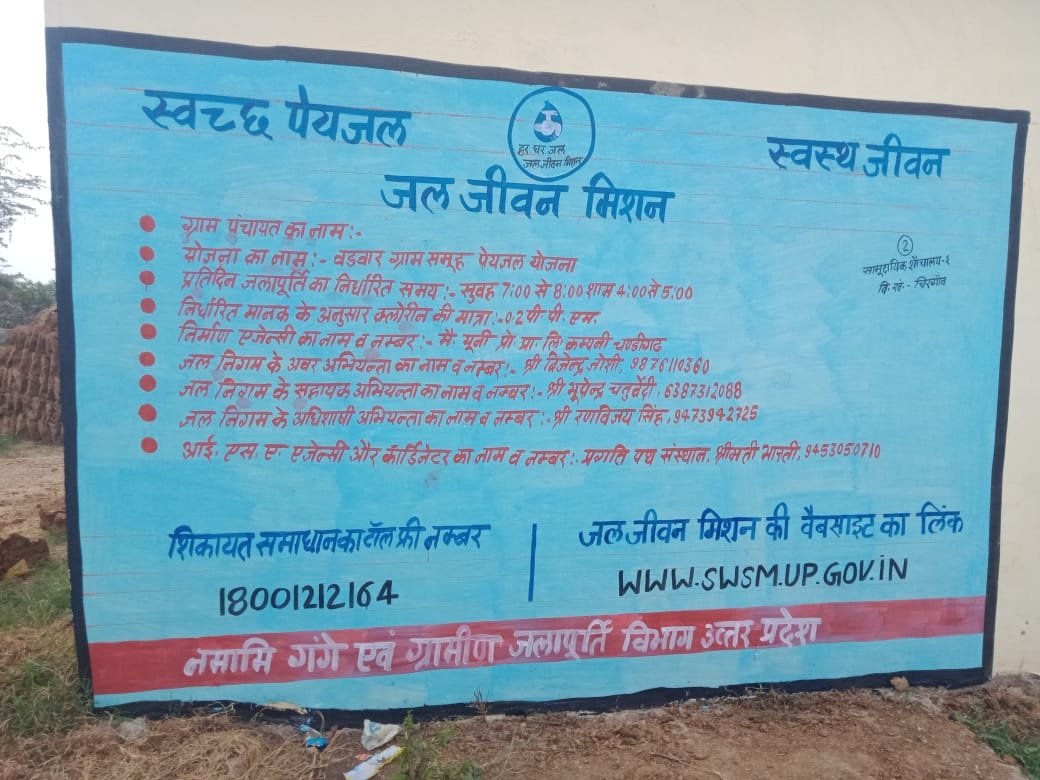 स्वच्छ पेयजल
हर घर जल
जल जीवन मिशन
स्वस्थ जीवन
जल जीवन मिशन
ग्राम पंचायत का नाम:-
योजना का नाम:- वडवार ग्राम समूह पेयजल योजना
प्रतिदिन जलापूर्ति का निर्धारित समय:- सुवह 7:00 से 8:00 शाम 4:00 से 5:00
निर्धारित मानक के अनुसार क्लोरीन की मात्रा:-0.2 पी. पी. एम.
निर्माण एजेन्सी का नाम व नम्बर:- मै. यूनी प्रो. प्रा. लि. कम्पनी चण्डीगढ
जल निगम के अवर अभियन्ता का नाम व नम्बर:- श्री बिजेन्द्र जोशी, 9876110360
जल निगम के सहायक अभियन्ता का नाम व नम्बर:- श्री भूपेन्द्र चतुर्वेदी, 6387312088
जल निगम के अधिशाषी अभियन्ता का नाम व नम्बर:- श्री रणविजय सिंह, 9473942725
आई. एस. ए- एजेन्सी और कॉर्डिनेटर का नाम व नम्बर:- प्रगति पथ संस्थान, श्रीमती भारती, 9453050710
2
सामुदायिक शौचालय-2
वि. खं:- चिरगाँव
शिकायत समाधान का टॉल फ्री नम्बर
18001212164
जल जीवन मिशन की वैबसाइट का लिंक
WWW.SWSM.UP.GOV.IN
नमामि गंगे एवं ग्रामीण जलापूर्ति विभाग उत्तर प्रदेश